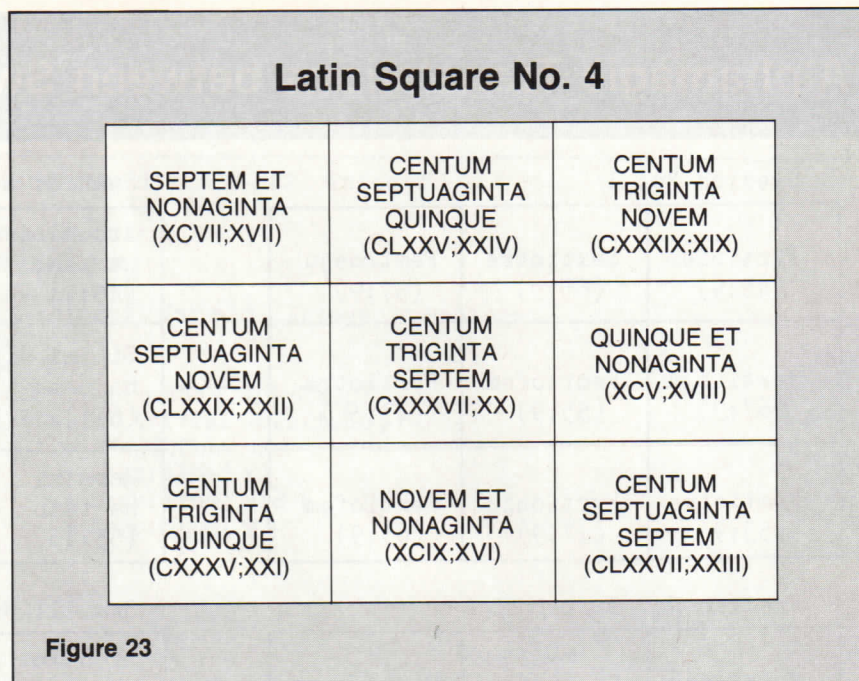 Latin Square No. 4
SEPTEM ET
NONAGINTA
(XCVII;XVII)
CENTUM
SEPTUAGINTA
QUINQUE
(CLXXV;XXIV)
CENTUM
TRIGINTA
NOVEM
(CXXXIX;XIX)
CENTUM
SEPTUAGINTA
NOVEM
(CLXXIX;XXII)
CENTUM
TRIGINTA
SEPTEM
(CXXXVII;XX)
QUINQUE ET
NONAGINTA
(XCV;XVIII)
CENTUM
TRIGINTA
QUINQUE
(CXXXV;XXI)
NOVEM ET
NONAGINTA
(XCIX;XVI)
CENTUM
SEPTUAGINTA
SEPTEM
(CLXXVII;XXIII)
Figure 23